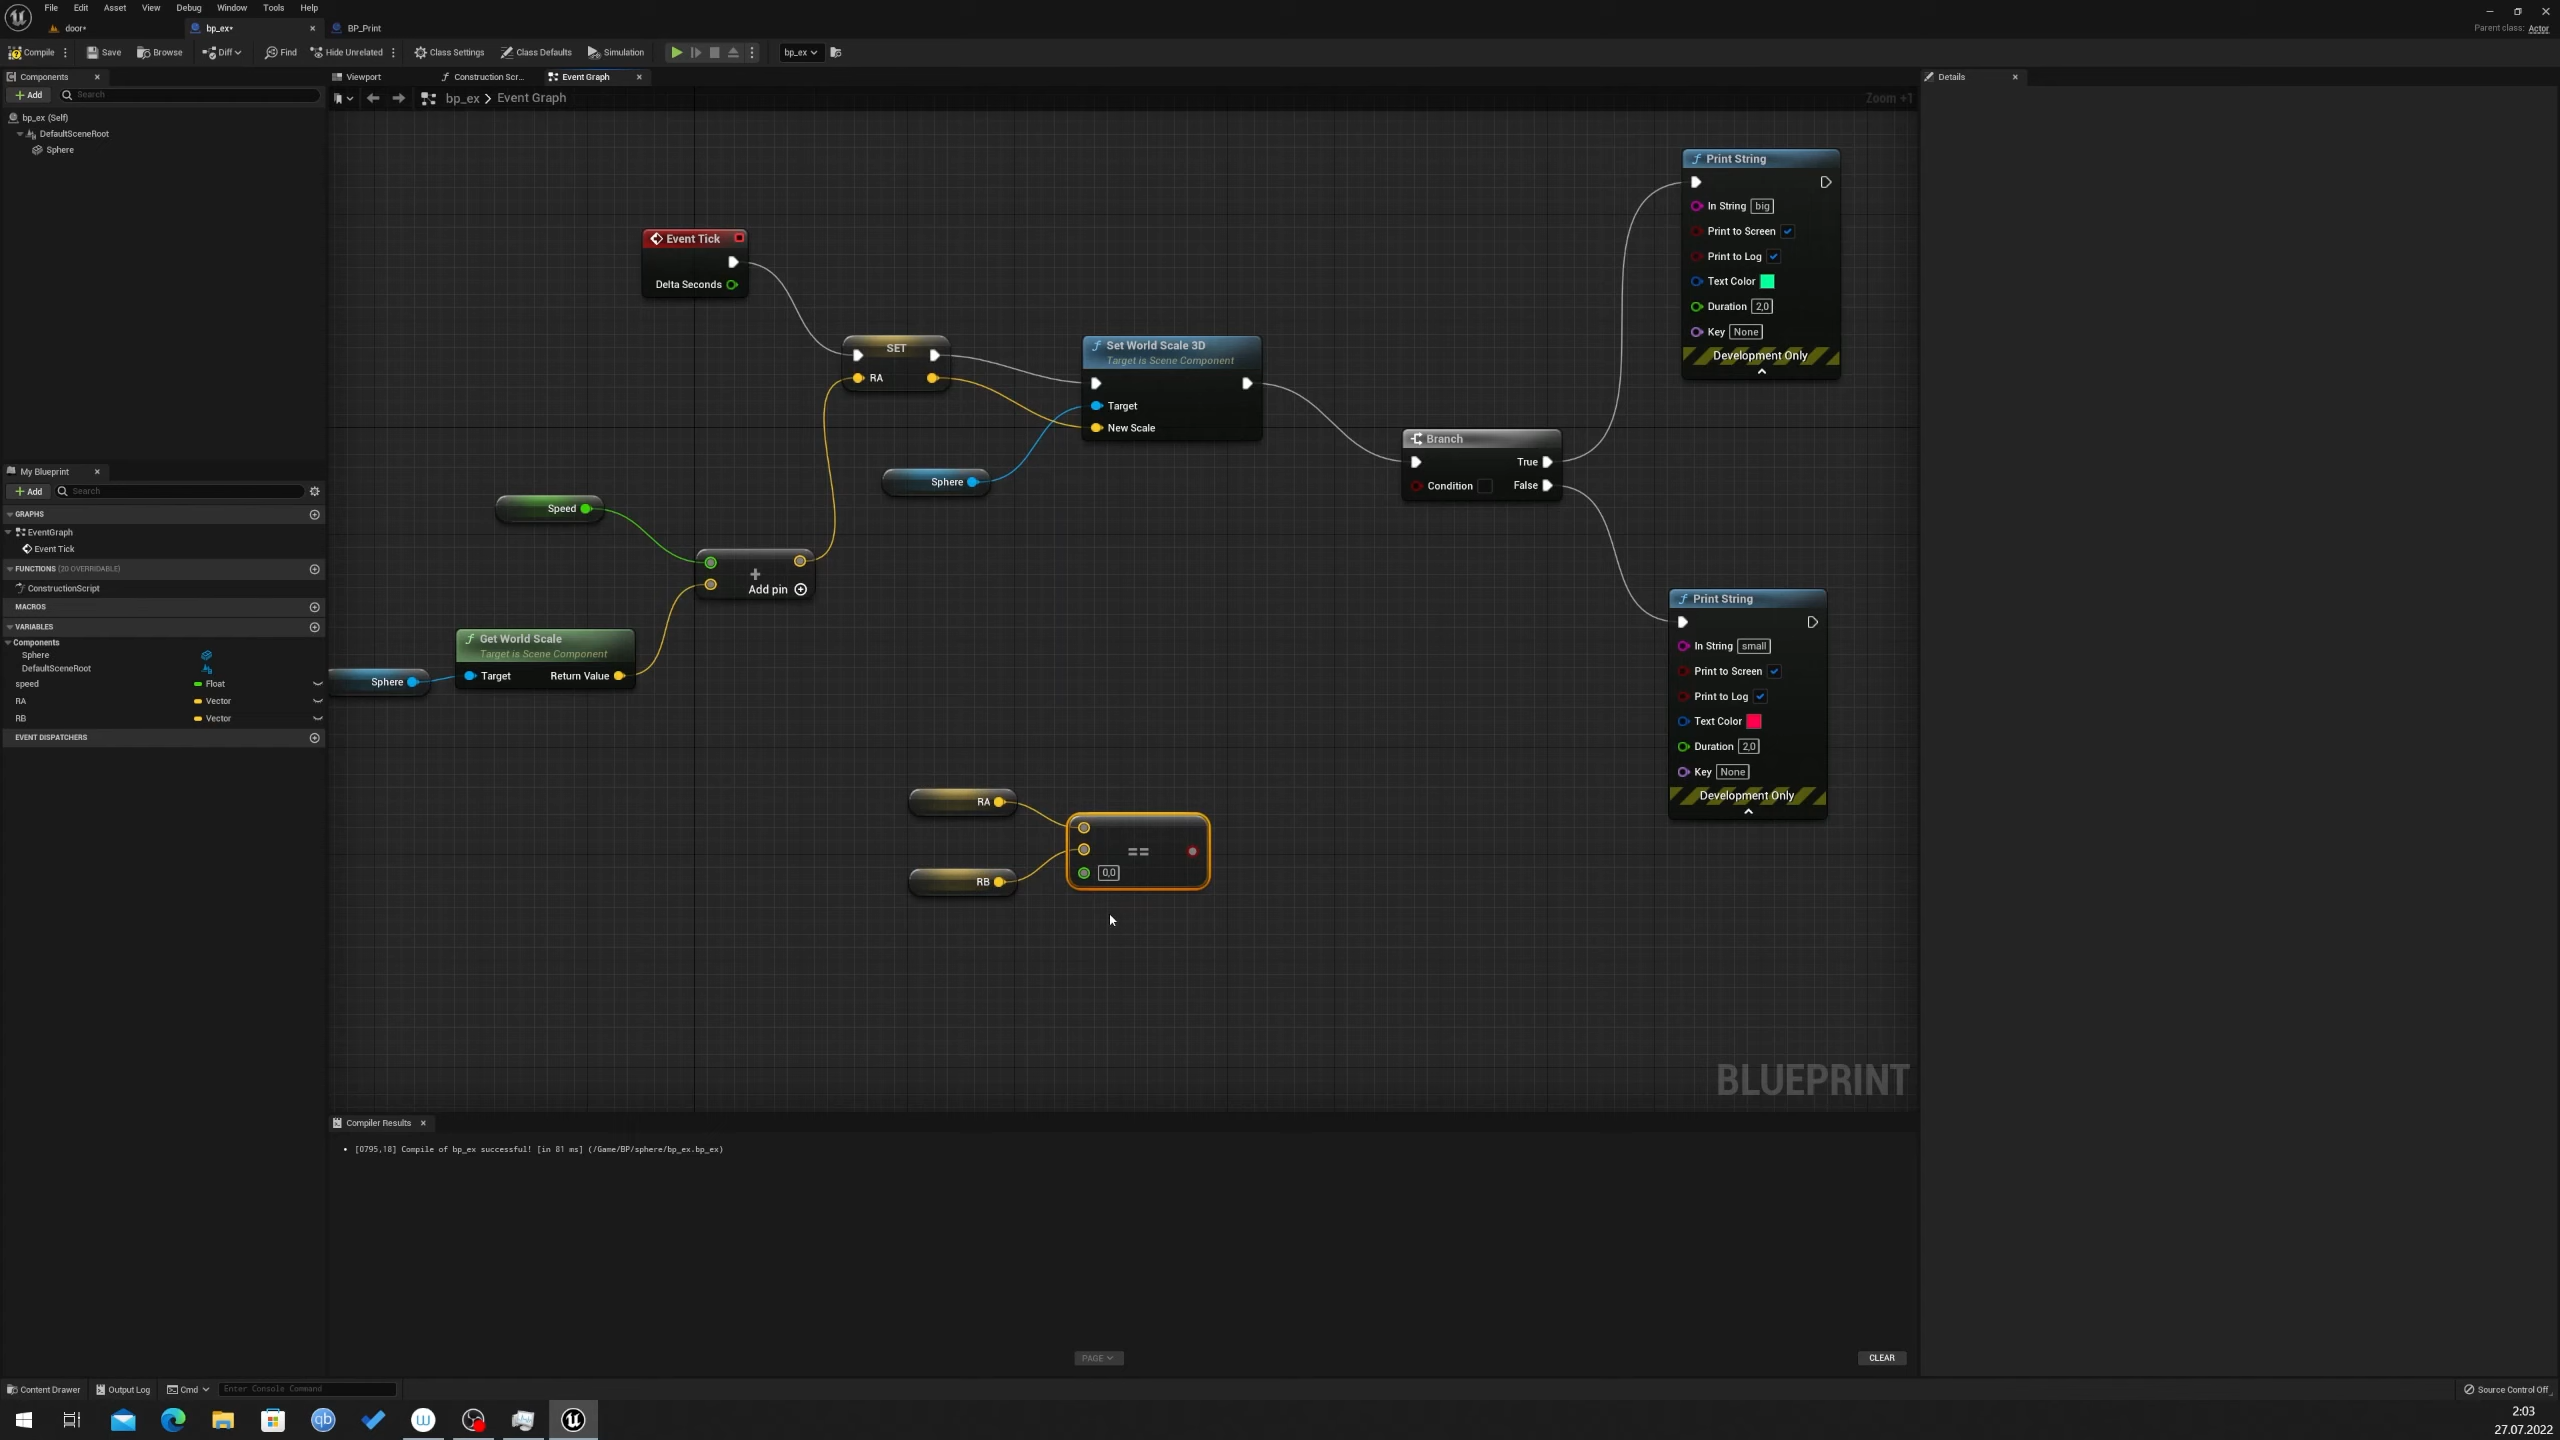 File Edit Asset View Debug Window Tools Help
door*
bp_ex*
BP_Print
Parent class: Actor
Compile
Save
Browse
Diff
Find
Hide Unrelated
Class Settings
Class Defaults
Simulation
bp_ex
Components
Add
Search
bp_ex (Self)
DefaultSceneRoot
Sphere
Viewport
Construction Scr...
Event Graph
bp_ex > Event Graph
Zoom +1
Details
Event Tick
Delta Seconds
SET
RA
Set World Scale 3D
Target is Scene Component
Target
New Scale
Sphere
Speed
+
Add pin
Get World Scale
Target is Scene Component
Target
Return Value
Sphere
Branch
True
Condition
False
Print String
In String big
Print to Screen
Print to Log
Text Color
Duration 2,0
Key None
Development Only
Print String
In String small
Print to Screen
Print to Log
Text Color
Duration 2,0
Key None
Development Only
RA
RB
==
0,0
BLUEPRINT
My Blueprint
Add
Search
GRAPHS
EventGraph
Event Tick
FUNCTIONS (20 OVERRIDABLE)
ConstructionScript
MACROS
VARIABLES
Components
Sphere
DefaultSceneRoot
speed Float
RA Vector
RB Vector
EVENT DISPATCHERS
Compiler Results
[0795,18] Compile of bp_ex successful! [in 81 ms] (/Game/BP/sphere/bp_ex.bp_ex)
PAGE
CLEAR
Content Drawer
Output Log
Cmd
Enter Console Command
Source Control Off
qb
2:03
27.07.2022